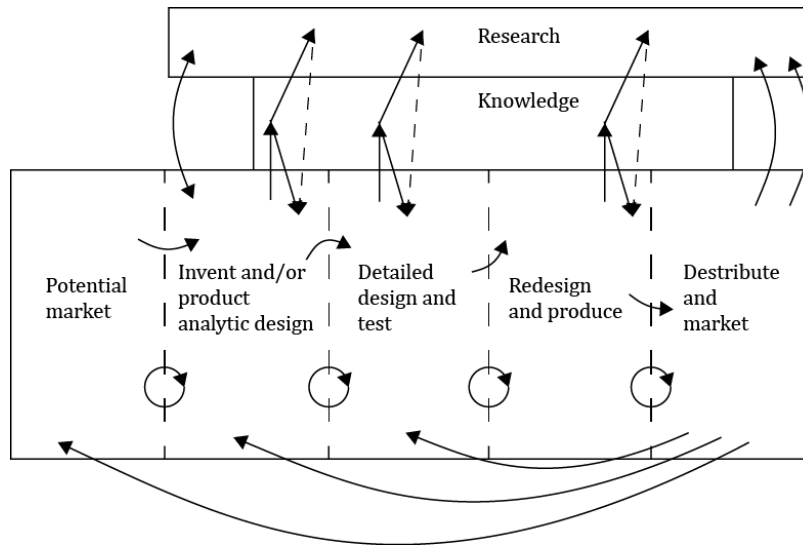 Research
Knowledge
Potential
market
Invent and/or
product
analytic design
Detailed
design and
test
Redesign
and produce
Destribute
and
market